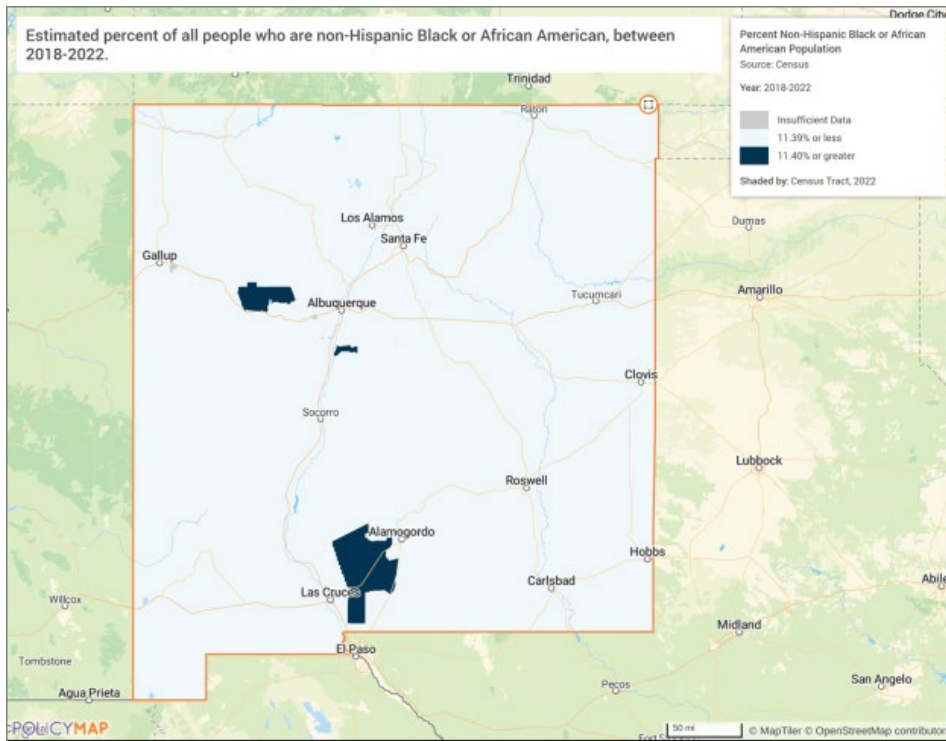 Estimated percent of all people who are non-Hispanic Black or African American, between
2018-2022.
Dodge City
Percent Non-Hispanic Black or African
American Population
Source: Census
Year: 2018-2022
Insufficient Data
11.39% or less
11.40% or greater
Shaded by: Census Tract, 2022
Trinidad
Raton
Los Alamos
Santa Fe
Gallup
Dumas
Albuquerque
Tucumcari
Amarillo
Clovis
Socorro
Lubbock
Roswell
Alamogordo
Hobbs
Las Cruces
Carlsbad
Willcox
Abile
Midland
El Paso
Tombstone
Agua Prieta
Pecos
San Angelo
POLICYMAP
50 mi
© MapTiler © OpenStreetMap contributor